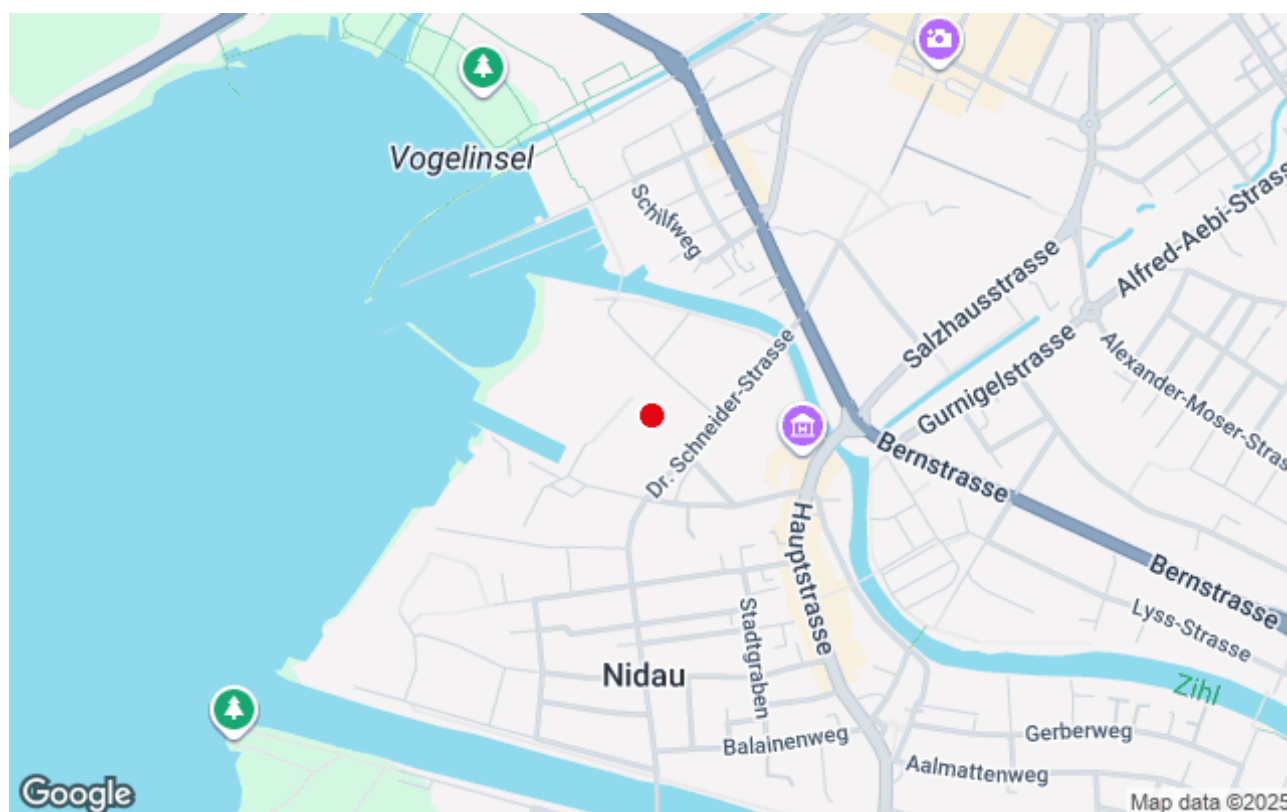 Vogelinsel
Schilfweg
Salzhausstrasse
Alfred-Aebi-Strass
Gurnigelstrasse
Alexander-Moser-Stras
Dr. Schneider-Strasse
Bernstrasse
Hauptstrasse
Bernstrasse
Lyss-Strasse
Stadtgraben
Nidau
Zihl
Balainenweg
Gerberweg
Aalmattenweg
Google
Map data ©2025